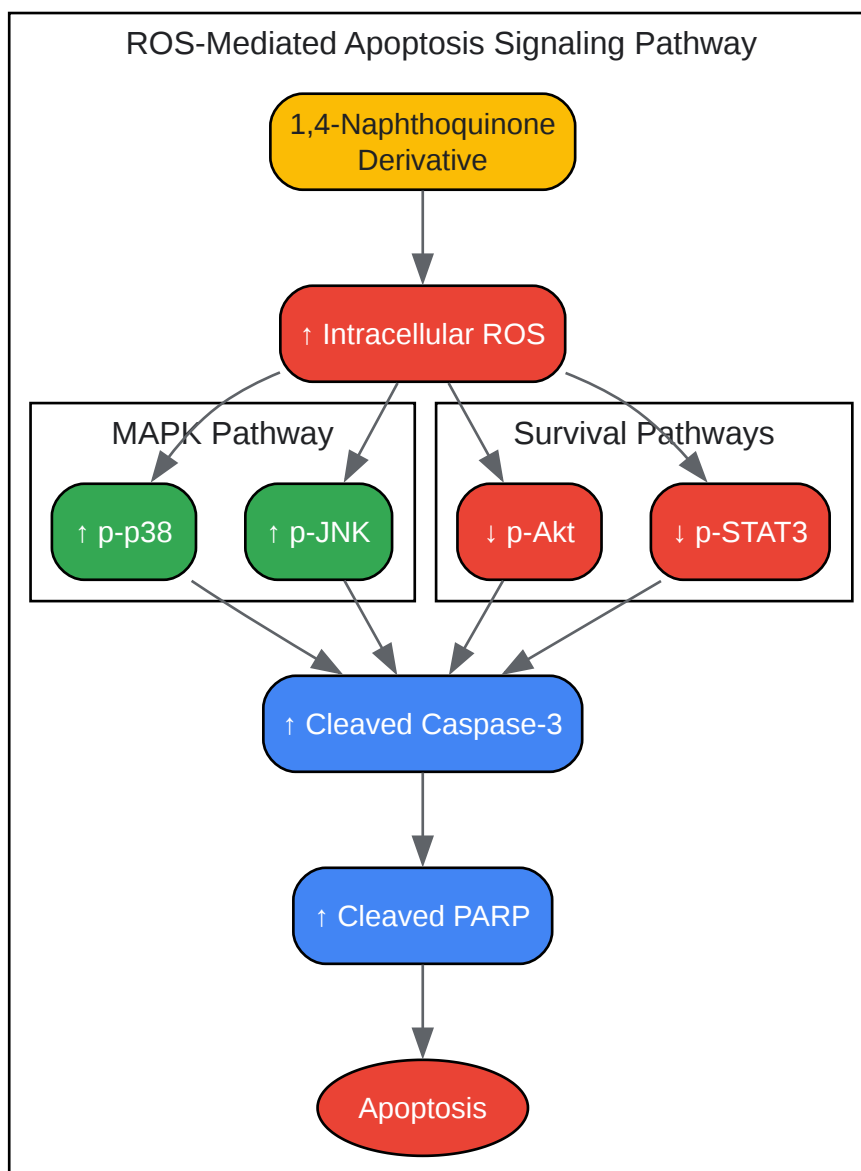 ROS-Mediated Apoptosis Signaling Pathway
1,4-Naphthoquinone
Derivative
↑ Intracellular ROS
MAPK Pathway
Survival Pathways
↑ p-p38
↑ p-JNK
↓ p-Akt
↓ p-STAT3
↑ Cleaved Caspase-3
↑ Cleaved PARP
Apoptosis